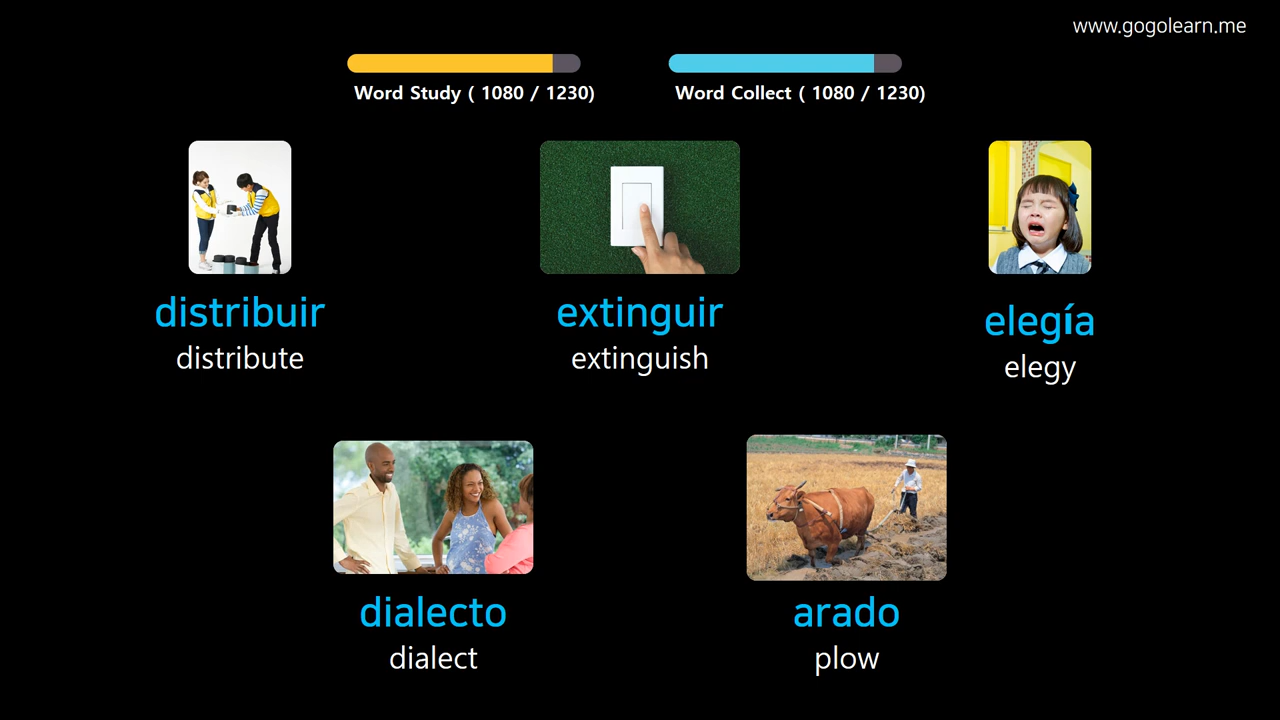 www.gogolearn.me
Word Study ( 1080 / 1230)
Word Collect ( 1080 / 1230)
distribuir
distribute
extinguir
extinguish
elegía
elegy
dialecto
dialect
arado
plow